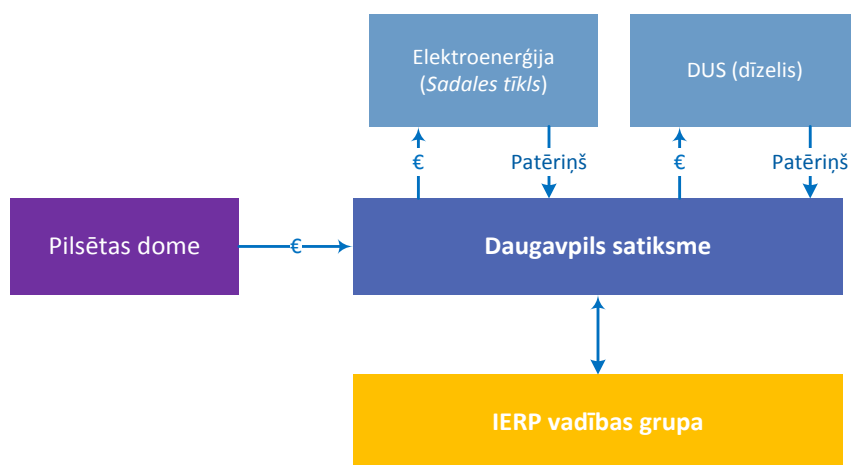 Elektroenerģija
(Sadales tīkls)
DUS (dīzelis)
€
Patēriņš
€
Patēriņš
Pilsētas dome
€
Daugavpils satiksme
IERP vadības grupa